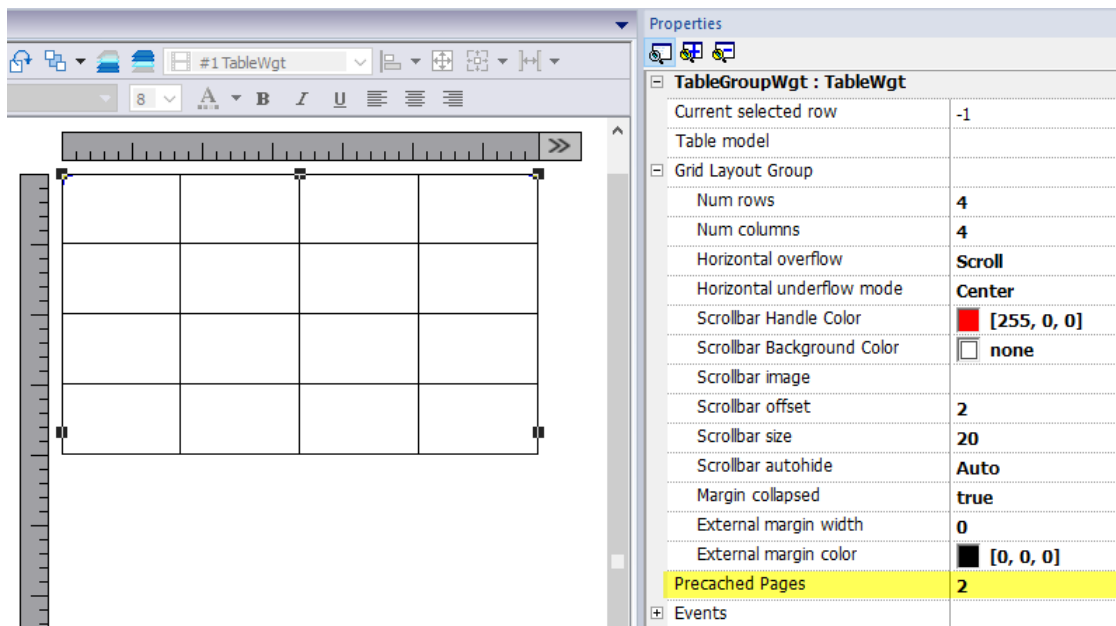 Properties
#1 TableWgt
8 A B I U
TableGroupWgt : TableWgt
Current selected row -1
Table model
Grid Layout Group
Num rows 4
Num columns 4
Horizontal overflow Scroll
Horizontal underflow mode Center
Scrollbar Handle Color [255, 0, 0]
Scrollbar Background Color none
Scrollbar image
Scrollbar offset 2
Scrollbar size 20
Scrollbar autohide Auto
Margin collapsed true
External margin width 0
External margin color [0, 0, 0]
Precached Pages 2
Events